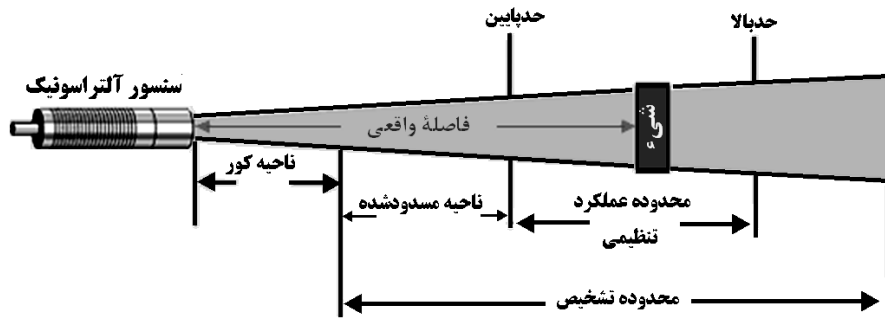 حدپایین
حدبالا
سنسور آلتراسونیک
فاصلهٔ واقعی
شیء
ناحیه کور
ناحیه مسدودشده
محدوده عملکرد
تنظیمی
محدوده تشخیص